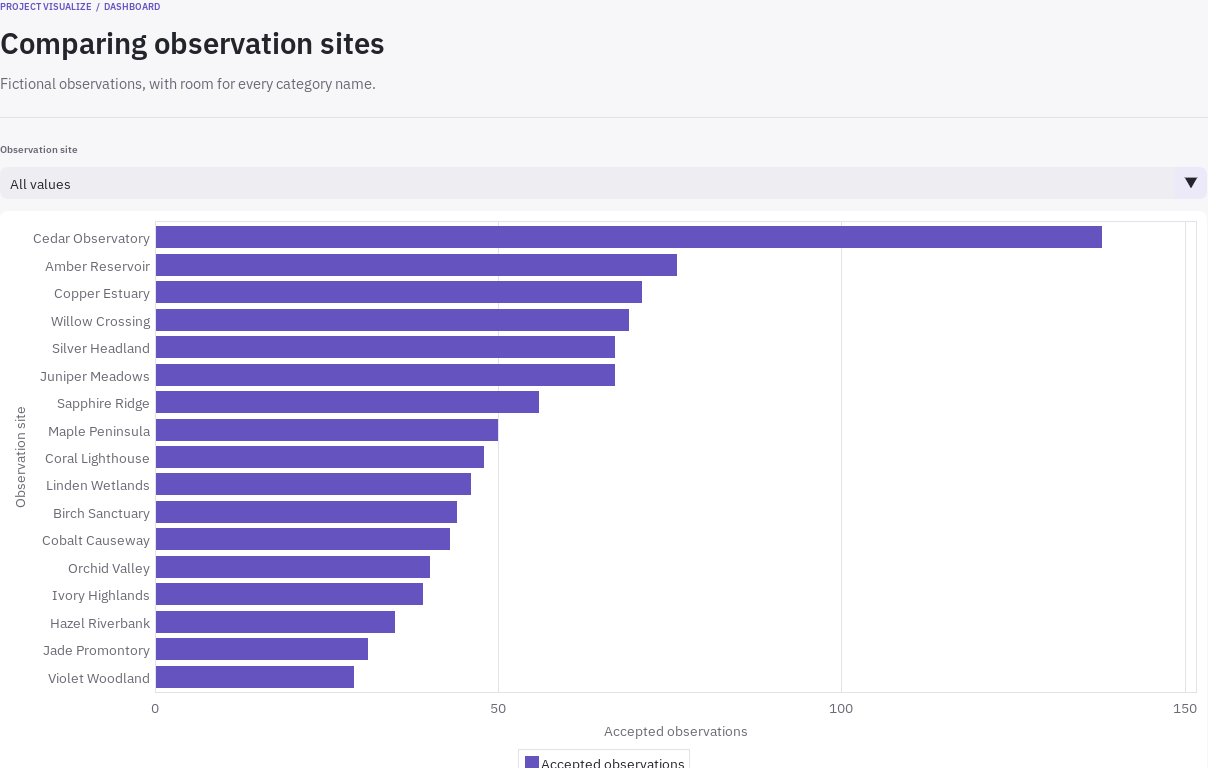 PROJECT VISUALIZE / DASHBOARD
Comparing observation sites
Fictional observations, with room for every category name.
Observation site
All values
Cedar Observatory
Amber Reservoir
Copper Estuary
Willow Crossing
Silver Headland
Juniper Meadows
Sapphire Ridge
Maple Peninsula
Coral Lighthouse
Linden Wetlands
Birch Sanctuary
Cobalt Causeway
Orchid Valley
Ivory Highlands
Hazel Riverbank
Jade Promontory
Violet Woodland
Observation site
0 50 100 150
Accepted observations
Accepted observations